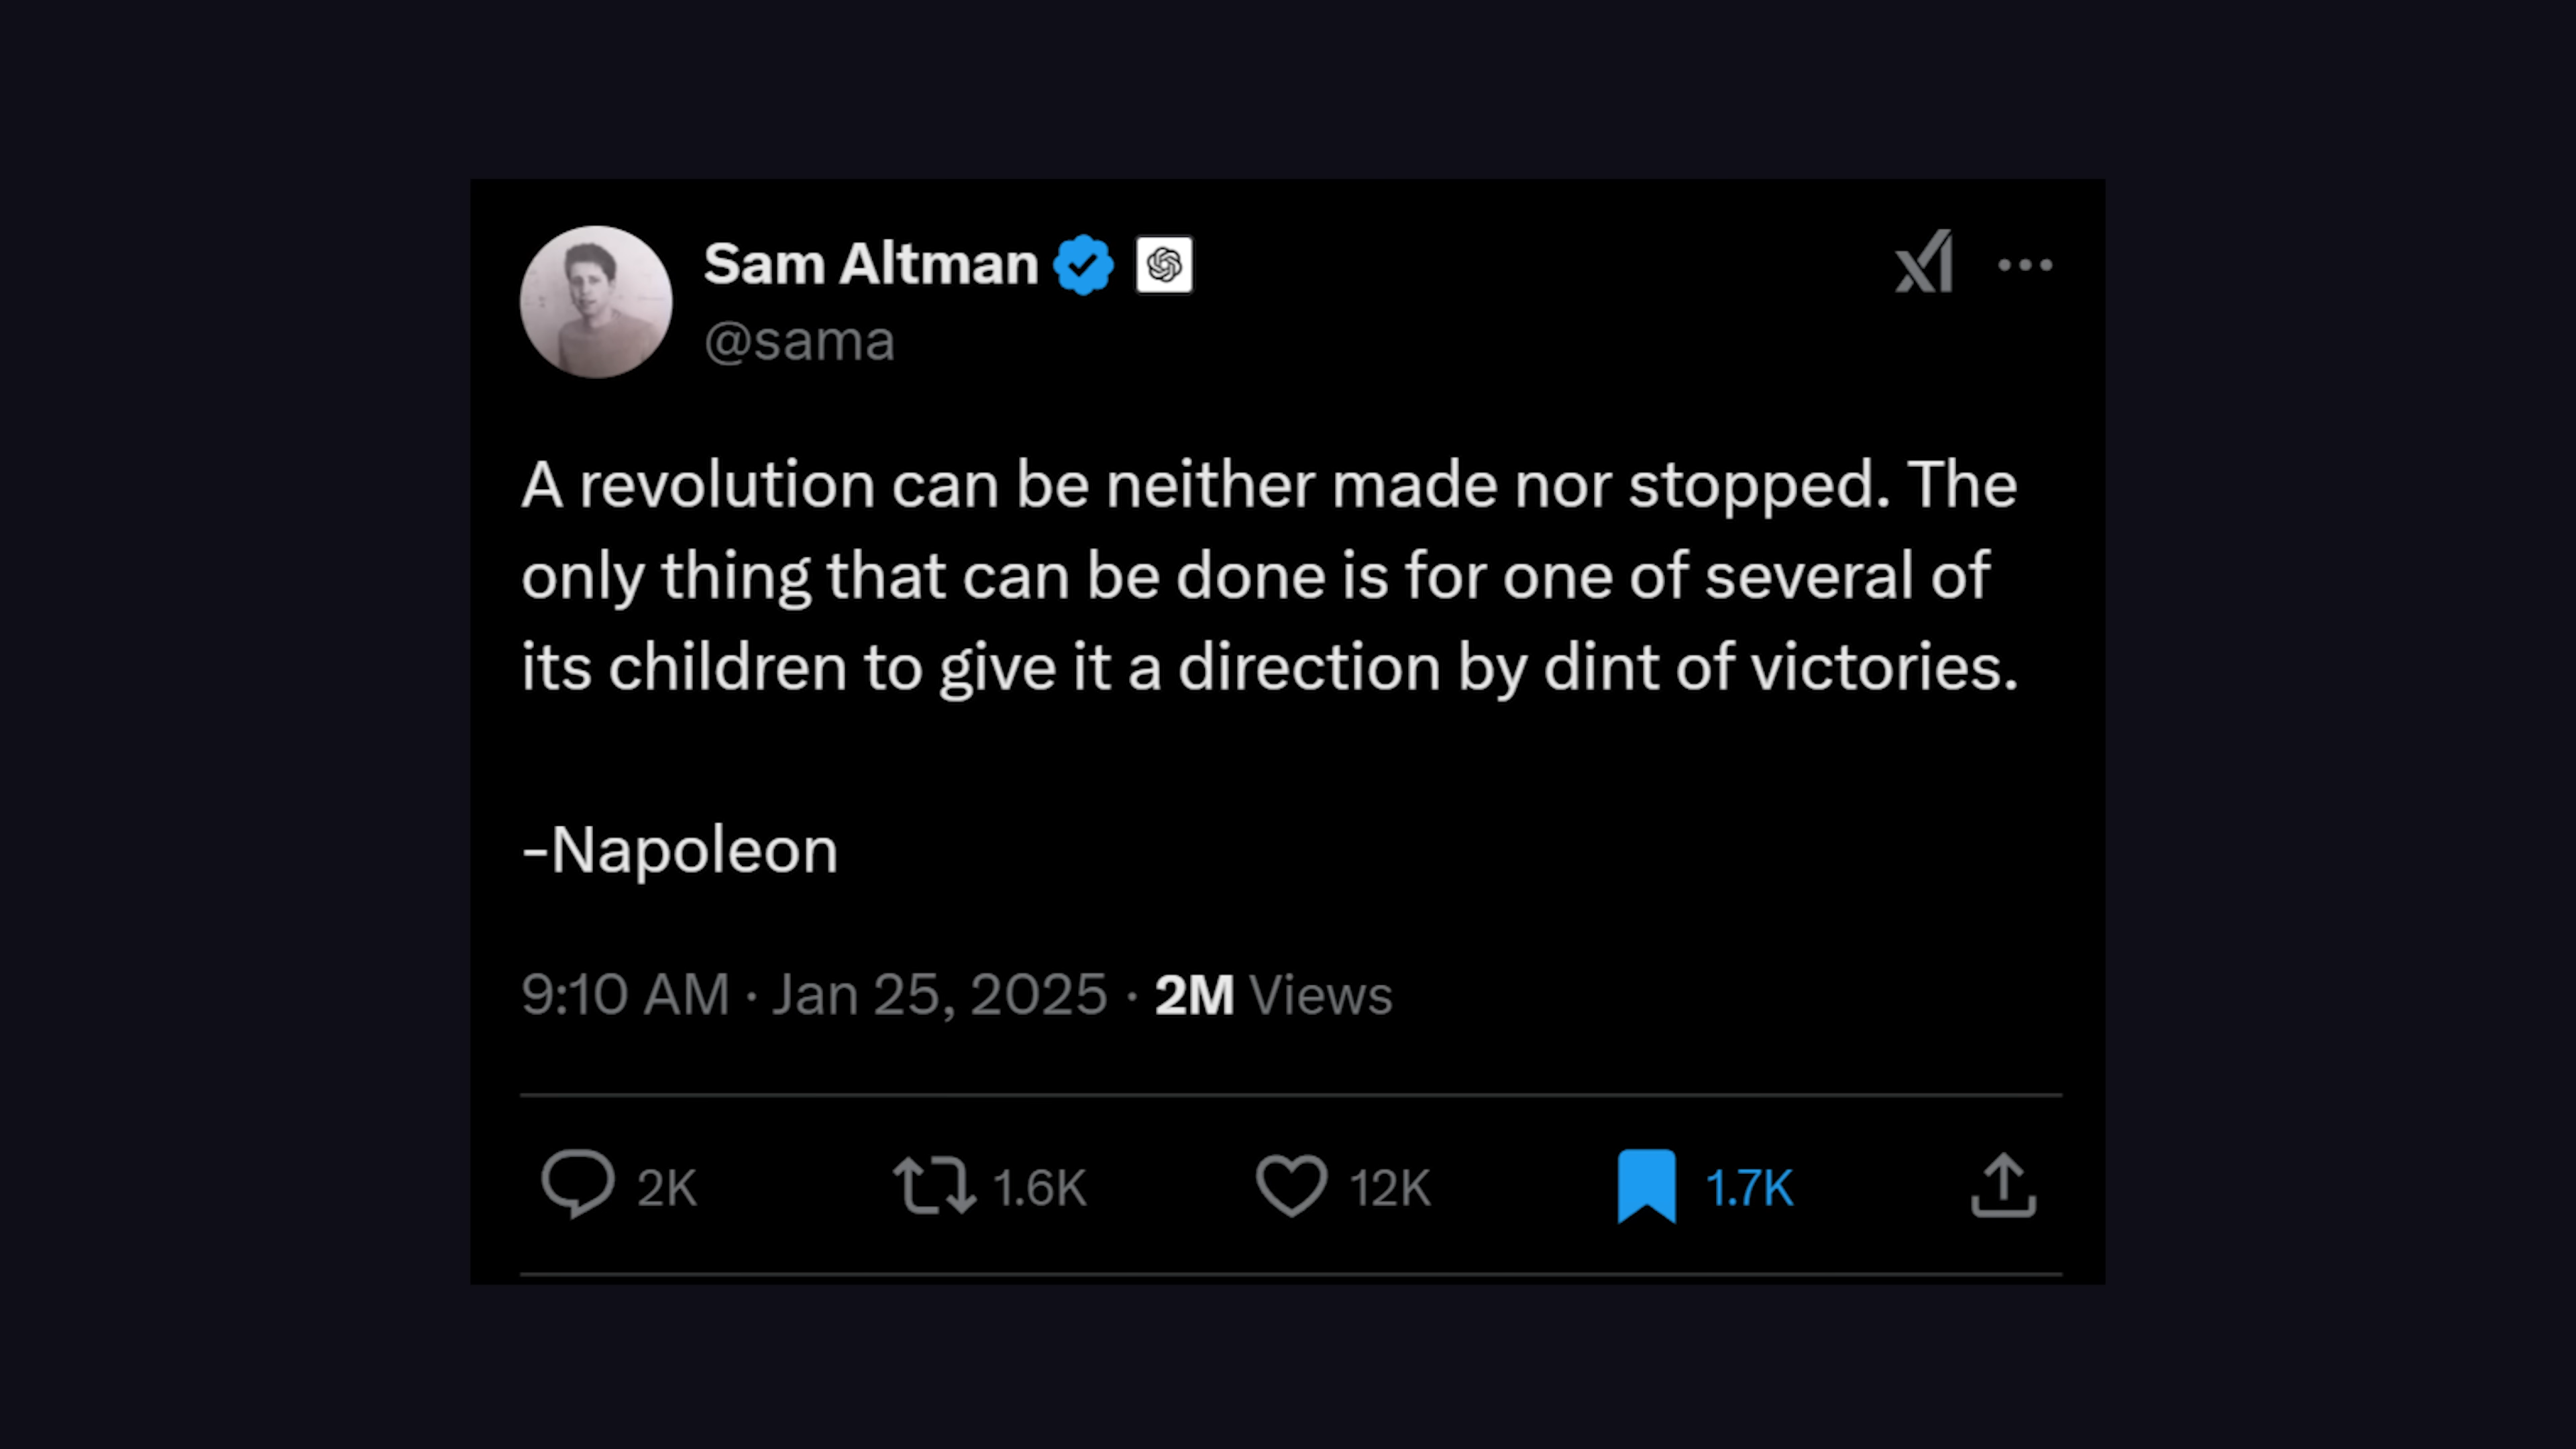 Sam Altman
@sama
A revolution can be neither made nor stopped. The
only thing that can be done is for one of several of
its children to give it a direction by dint of victories.
-Napoleon
9:10 AM · Jan 25, 2025 · 2M Views
2K 1.6K 12K 1.7K